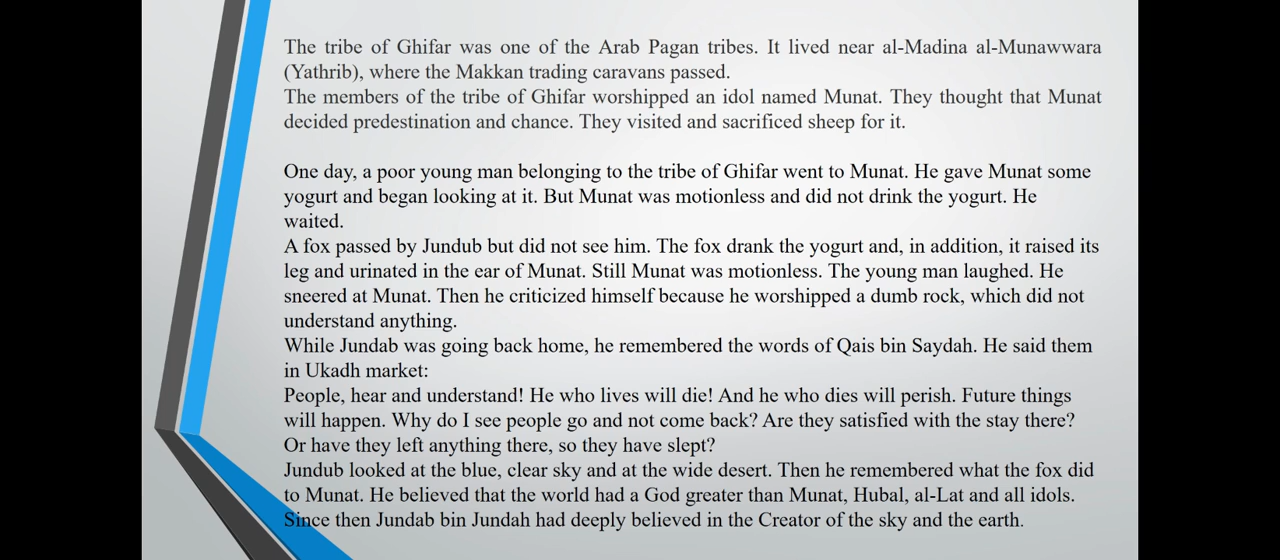 The tribe of Ghifar was one of the Arab Pagan tribes. It lived near al-Madina al-Munawwara
(Yathrib), where the Makkan trading caravans passed.
The members of the tribe of Ghifar worshipped an idol named Munat. They thought that Munat
decided predestination and chance. They visited and sacrificed sheep for it.
One day, a poor young man belonging to the tribe of Ghifar went to Munat. He gave Munat some
yogurt and began looking at it. But Munat was motionless and did not drink the yogurt. He
waited.
A fox passed by Jundub but did not see him. The fox drank the yogurt and, in addition, it raised its
leg and urinated in the ear of Munat. Still Munat was motionless. The young man laughed. He
sneered at Munat. Then he criticized himself because he worshipped a dumb rock, which did not
understand anything.
While Jundab was going back home, he remembered the words of Qais bin Saydah. He said them
in Ukadh market:
People, hear and understand! He who lives will die! And he who dies will perish. Future things
will happen. Why do I see people go and not come back? Are they satisfied with the stay there?
Or have they left anything there, so they have slept?
Jundub looked at the blue, clear sky and at the wide desert. Then he remembered what the fox did
to Munat. He believed that the world had a God greater than Munat, Hubal, al-Lat and all idols.
Since then Jundab bin Jundah had deeply believed in the Creator of the sky and the earth.